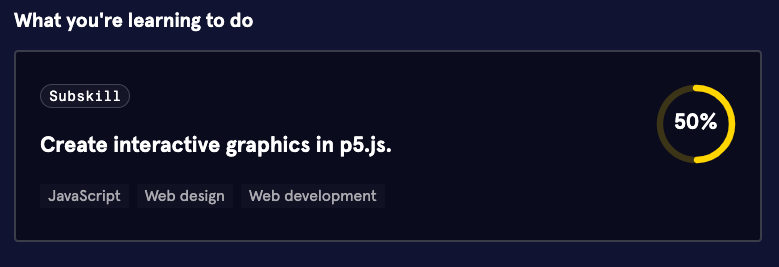 What you're learning to do
Subskill
50%
Create interactive graphics in p5.js.
JavaScript Web design Web development